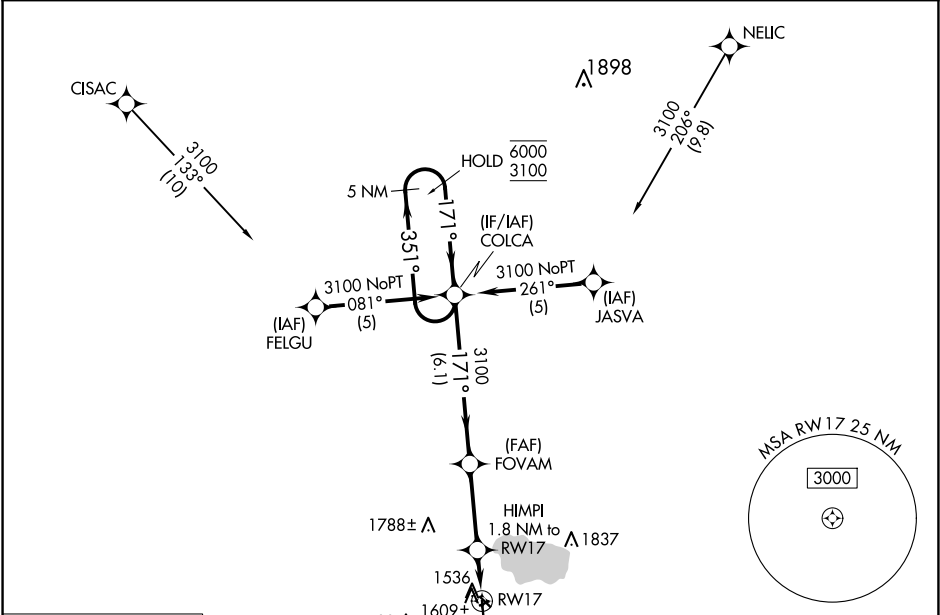 NELIC
1898
CISAC
3100
206°
(9.8)
3100
133°
(10)
HOLD 6000
3100
5 NM
171°
351°
(IF/IAF)
COLCA
3100 NoPT
081°
(5)
3100 NoPT
261°
(5)
(IAF)
FELGU
(IAF)
JASVA
3100
171°
(6.1)
(FAF)
FOVAM
MSA RW17 25 NM
3000
HIMPI
1.8 NM to
RW17
1788±
1837
1536
RW17
1609±